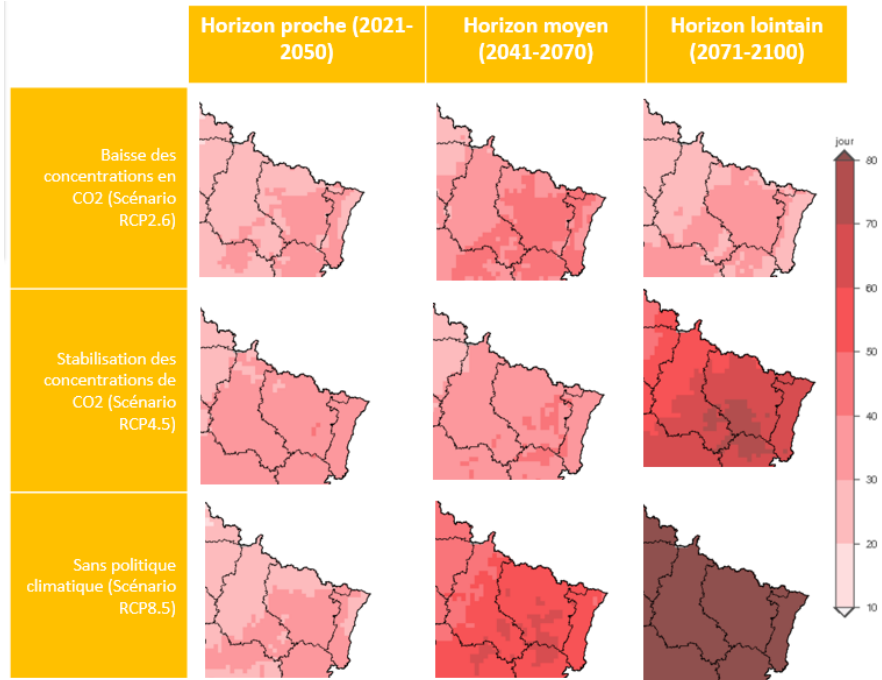 Horizon proche (2021-
2050)
Horizon moyen
(2041-2070)
Horizon lointain
(2071-2100)
Baisse des
concentrations en
CO2 (Scénario
RCP2.6)
Stabilisation des
concentrations de
CO2 (Scénario
RCP4.5)
Sans politique
climatique (Scénario
RCP8.5)
jour
80
70
60
50
40
30
20
10